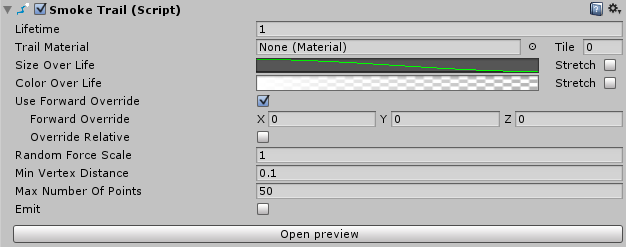 Smoke Trail (Script)
Lifetime 1
Trail Material None (Material) Tile 0
Size Over Life Stretch
Color Over Life Stretch
Use Forward Override
Forward Override X 0 Y 0 Z 0
Override Relative
Random Force Scale 1
Min Vertex Distance 0.1
Max Number Of Points 50
Emit
Open preview